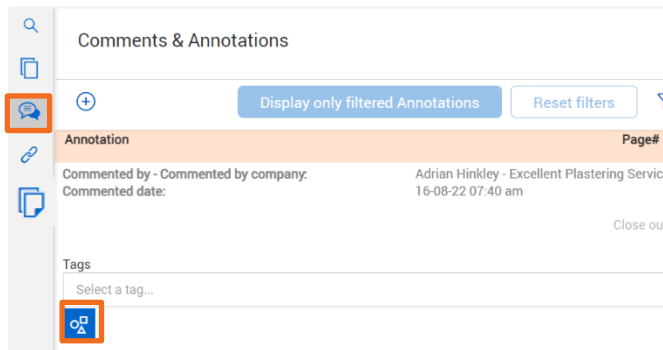 Comments & Annotations
Display only filtered Annotations Reset filters
Annotation Page#
Commented by - Commented by company: Adrian Hinkley - Excellent Plastering Servic
Commented date: 16-08-22 07:40 am
Close ou
Tags
Select a tag...